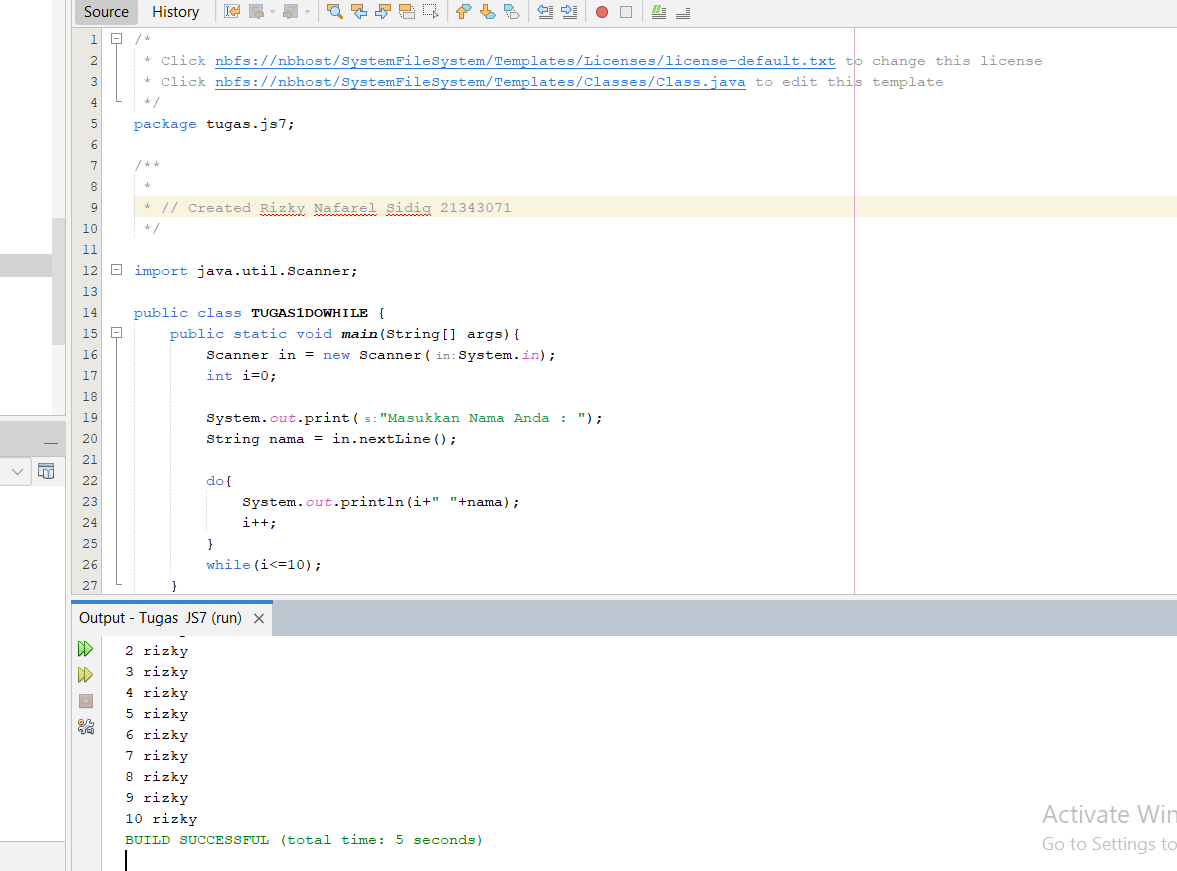 Source History
1 /*
2 * Click nbfs://nbhost/SystemFileSystem/Templates/Licenses/license-default.txt to change this license
3 * Click nbfs://nbhost/SystemFileSystem/Templates/Classes/Class.java to edit this template
4 */
5 package tugas.js7;
6
7 /**
8 *
9 * // Created Rizky Nafarel Sidiq 21343071
10 */
11
12 import java.util.Scanner;
13
14 public class TUGAS1DOWHILE {
15 public static void main(String[] args){
16 Scanner in = new Scanner( in:System.in);
17 int i=0;
18
19 System.out.print( s:"Masukkan Nama Anda : ");
20 String nama = in.nextLine();
21
22 do{
23 System.out.println(i+" "+nama);
24 i++;
25 }
26 while(i<=10);
27 }
Output - Tugas JS7 (run)
2 rizky
3 rizky
4 rizky
5 rizky
6 rizky
7 rizky
8 rizky
9 rizky
10 rizky
BUILD SUCCESSFUL (total time: 5 seconds)
Activate Win
Go to Settings to